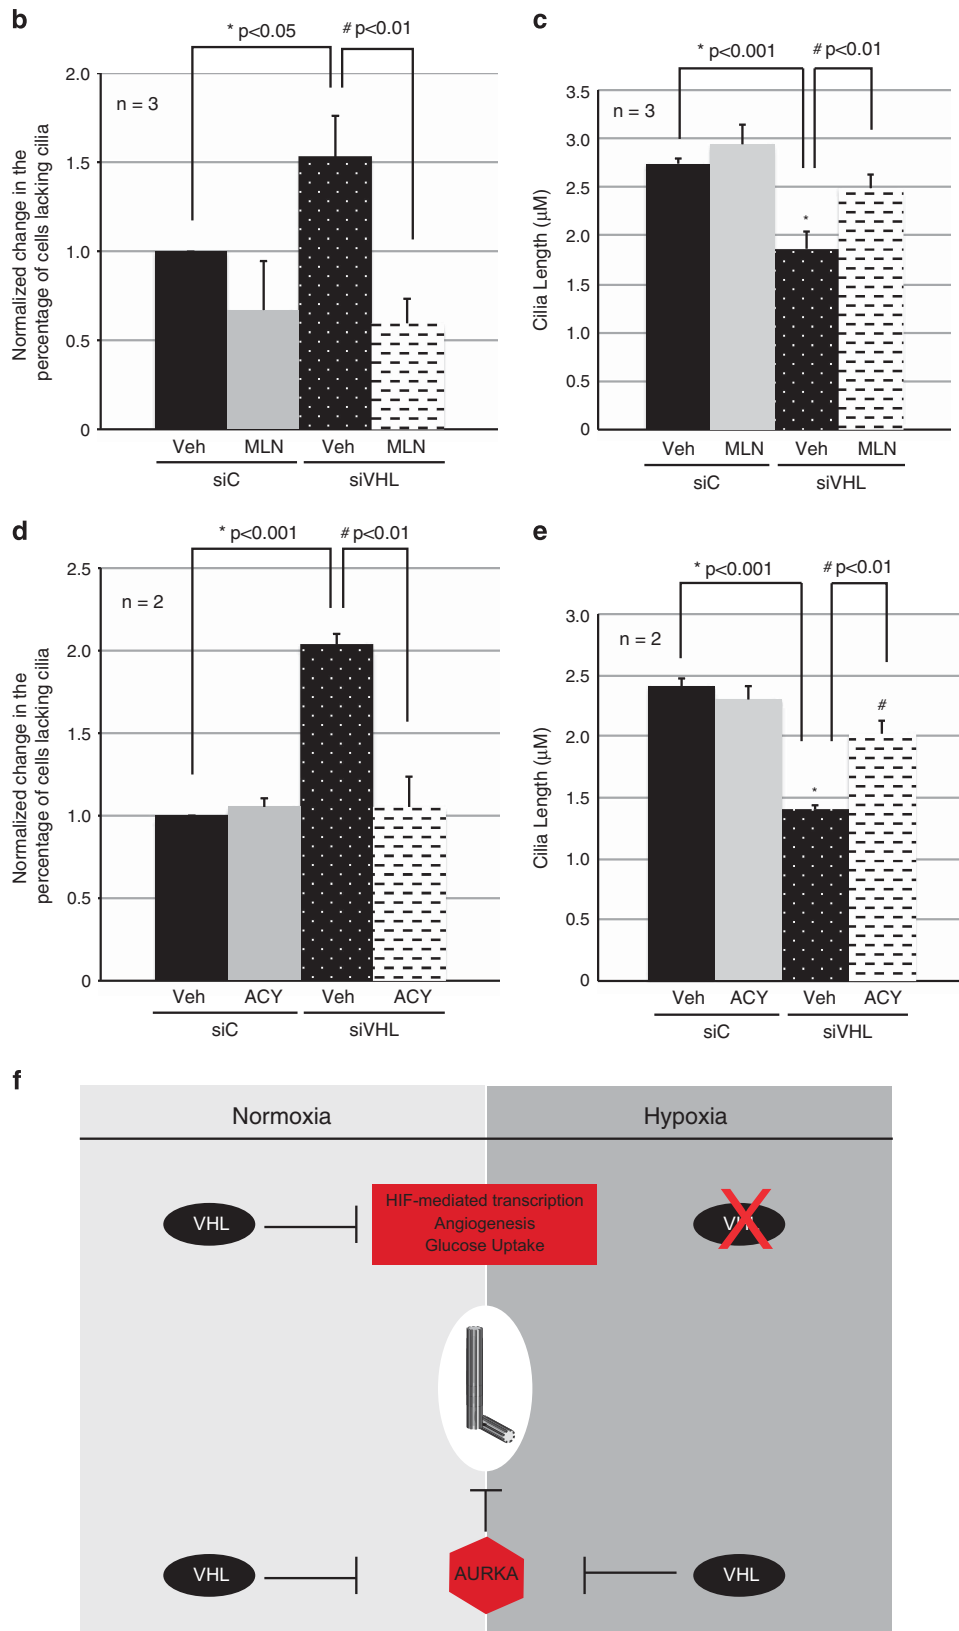 b
* p<0.05
# p<0.01
n = 3
Normalized change in the
percentage of cells lacking cilia
2.0
1.5
1.0
0.5
0
Veh MLN Veh MLN
siC siVHL
c
* p<0.001
# p<0.01
n = 3
Cilia Length (µM)
3.5
3.0
2.5
2.0
1.5
1.0
0.5
0
*
Veh MLN Veh MLN
siC siVHL
d
* p<0.001
# p<0.01
n = 2
Normalized change in the
percentage of cells lacking cilia
2.5
2.0
1.5
1.0
0.5
0
Veh ACY Veh ACY
siC siVHL
e
* p<0.001
# p<0.01
n = 2
Cilia Length (µM)
3.0
2.5
2.0
1.5
1.0
0.5
0
*
#
Veh ACY Veh ACY
siC siVHL
f
Normoxia Hypoxia
VHL
HIF-mediated transcription
Angiogenesis
Glucose Uptake
VHL
VHL
AURKA
VHL